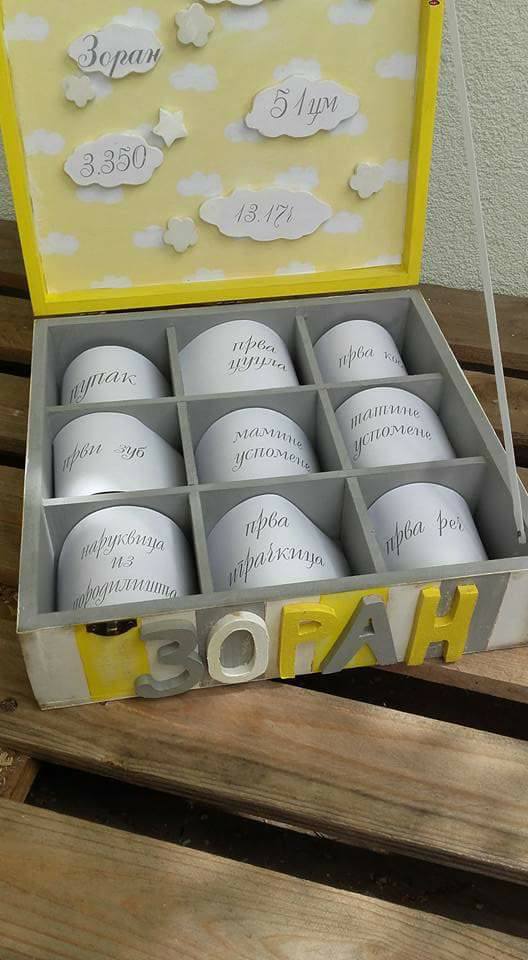 Зоран
51цм
3.350
13.17г
пупак
прва
цуцла
прва
први зуб
мамине
успомене
татине
успомене
наруквица
из
породилишта
прва
играчкица
прва реч
ЗОРАН